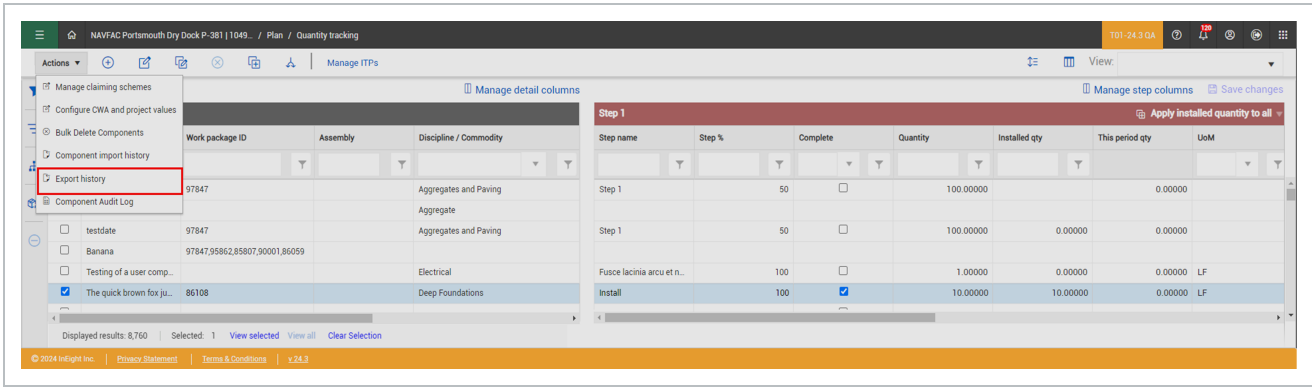 NAVFAC Portsmouth Dry Dock P-381 | 1049... / Plan / Quantity tracking
T01-24.3 QA
120
Actions
Manage ITPs
View:
Manage claiming schemes
Configure CWA and project values
Bulk Delete Components
Component import history
Export history
Component Audit Log
Manage detail columns
Manage step columns
Save changes
Step 1
Apply installed quantity to all
Work package ID Assembly Discipline / Commodity Step name Step % Complete Quantity Installed qty This period qty UoM
97847 Aggregates and Paving Step 1 50 100.00000 0.00000
Aggregate
testdate 97847 Aggregates and Paving Step 1 50 100.00000 0.00000 0.00000
Banana 97847,95862,85807,90001,86059
Testing of a user comp... Electrical Fusce lacinia arcu et n... 100 1.00000 0.00000 0.00000 LF
The quick brown fox ju... 86108 Deep Foundations Install 100 10.00000 10.00000 0.00000 LF
Displayed results: 8,760 | Selected: 1 View selected View all Clear Selection
© 2024 InEight Inc. | Privacy Statement | Terms & Conditions | v 24.3